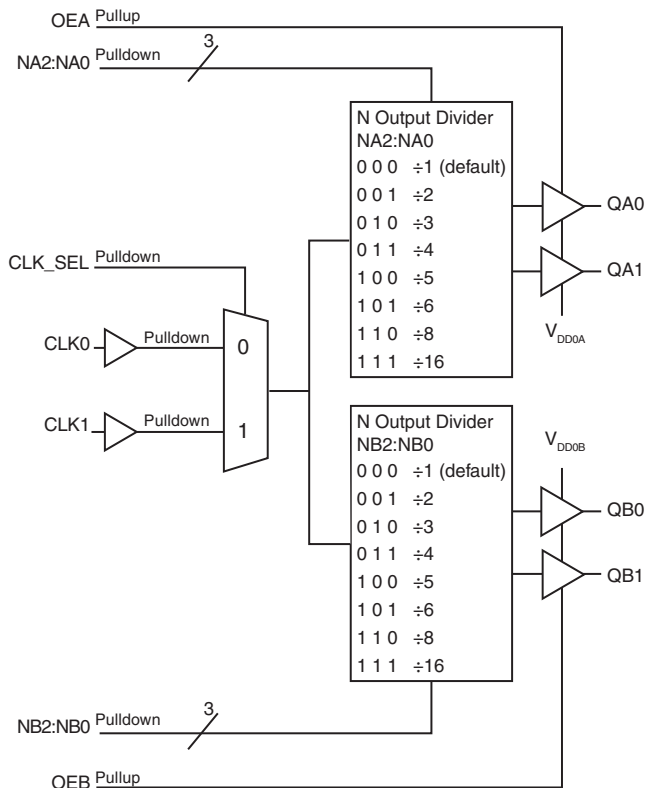 OEA Pullup
NA2:NA0 Pulldown
3
N Output Divider
NA2:NA0
0 0 0 ÷1 (default)
0 0 1 ÷2
0 1 0 ÷3
0 1 1 ÷4
1 0 0 ÷5
1 0 1 ÷6
1 1 0 ÷8
1 1 1 ÷16
QA0
QA1
VDD0A
CLK_SEL Pulldown
CLK0 Pulldown
0
CLK1 Pulldown
1
N Output Divider
NB2:NB0
0 0 0 ÷1 (default)
0 0 1 ÷2
0 1 0 ÷3
0 1 1 ÷4
1 0 0 ÷5
1 0 1 ÷6
1 1 0 ÷8
1 1 1 ÷16
VDD0B
QB0
QB1
NB2:NB0 Pulldown
3
OEB Pullup